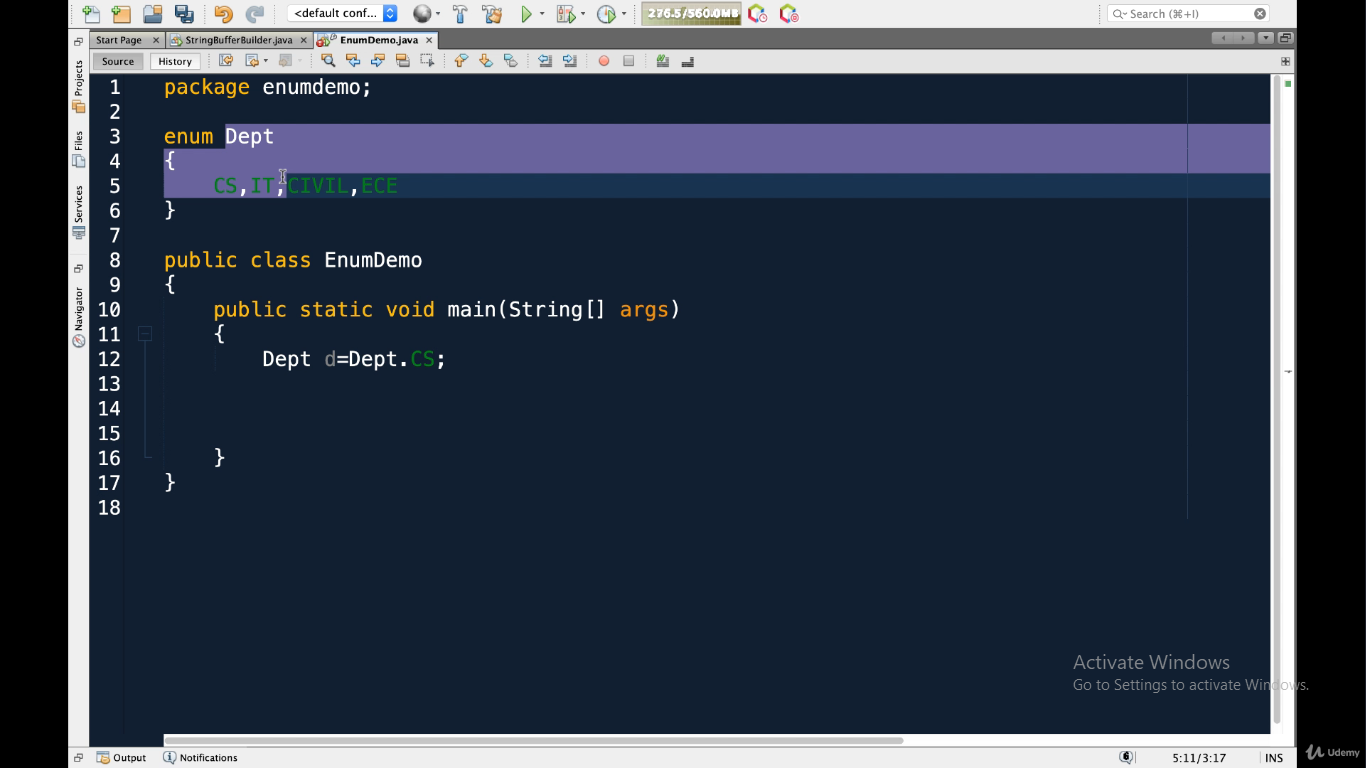 <default conf...
276.5/560.0MB
Search (⌘+I)
Start Page
StringBufferBuilder.java
EnumDemo.java
Source
History
Projects
Files
Services
Navigator
1 package enumdemo;
2
3 enum Dept
4 {
5 CS,IT,CIVIL,ECE
6 }
7
8 public class EnumDemo
9 {
10 public static void main(String[] args)
11 {
12 Dept d=Dept.CS;
13
14
15
16 }
17 }
18
Activate Windows
Go to Settings to activate Windows.
Output
Notifications
6
5:11/3:17
INS
Udemy